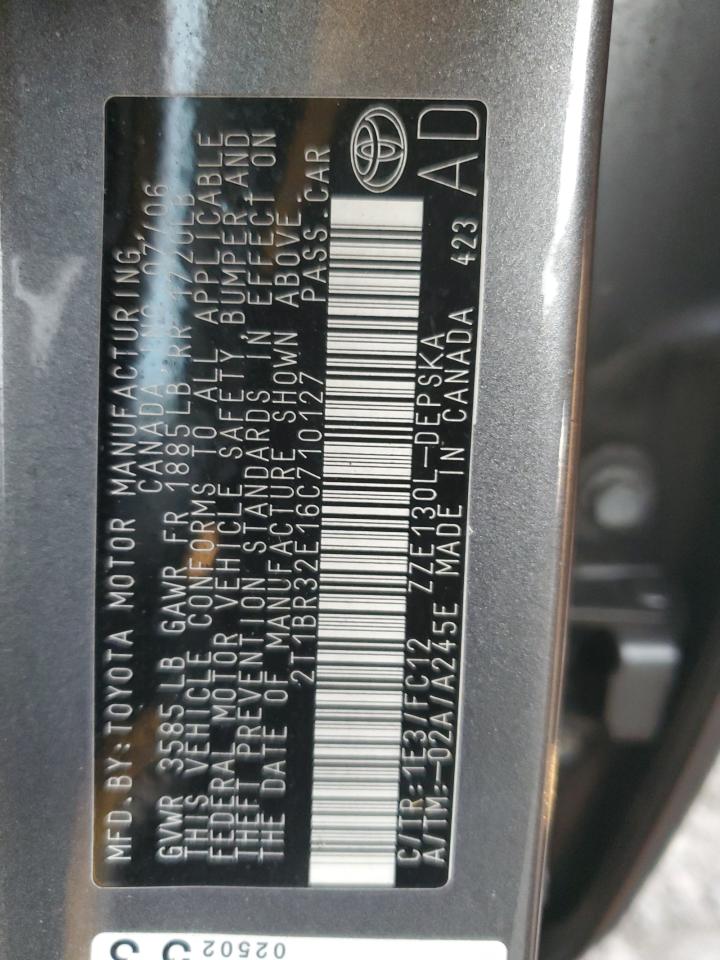 MFD.BY:TOYOTA MOTOR MANUFACTURING
CANADA, INC. 07/06
GVWR 3585LB GAWR FR 1885LB RR 1720LB
THIS VEHICLE CONFORMS TO ALL APPLICABLE
FEDERAL MOTOR VEHICLE SAFETY, BUMPER, AND
THEFT PREVENTION STANDARDS IN EFFECT ON
THE DATE OF MANUFACTURE SHOWN ABOVE.
2T1BR32E16C710127 PASS.CAR
C/TR:1E3/FC12 ZZE130L-DEPSKA
A/TM:-02A/A245E MADE IN CANADA 423
AD
02502